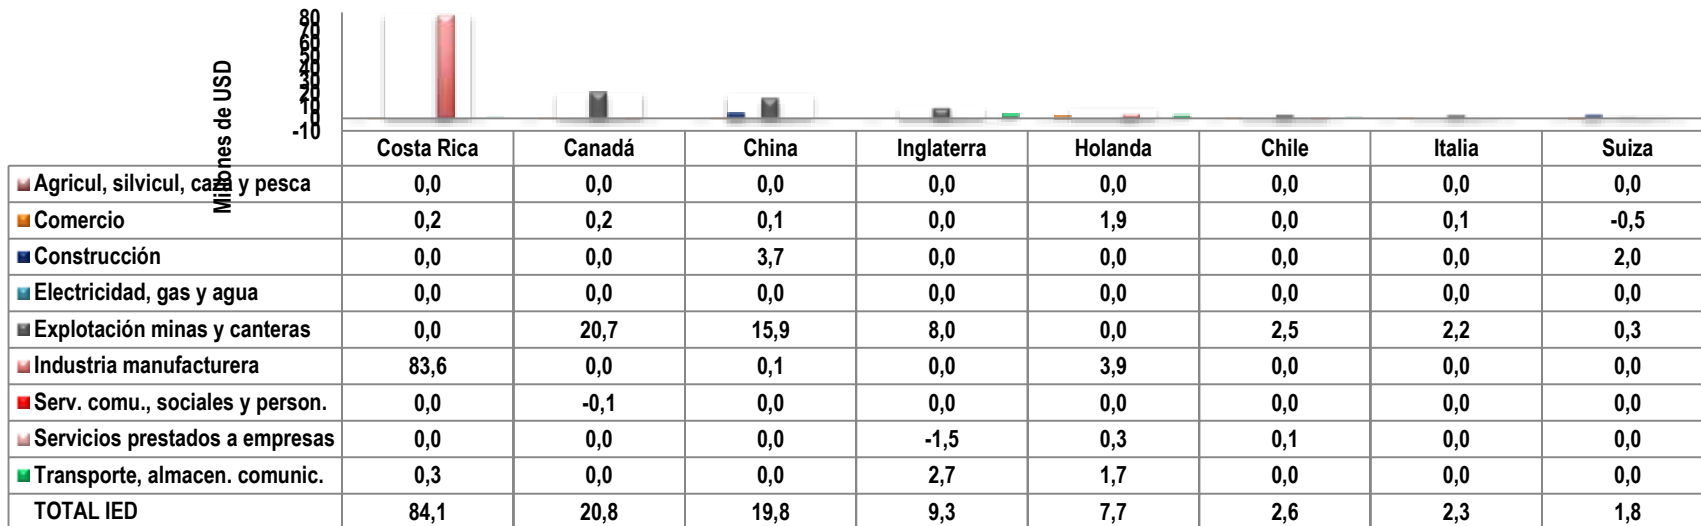 80
70
60
50
40
30
20
10
0
-10
Millones de USD
Costa Rica Canadá China Inglaterra Holanda Chile Italia Suiza
Agricul, silvicul, caza y pesca 0,0 0,0 0,0 0,0 0,0 0,0 0,0 0,0
Comercio 0,2 0,2 0,1 0,0 1,9 0,0 0,1 -0,5
Construcción 0,0 0,0 3,7 0,0 0,0 0,0 0,0 2,0
Electricidad, gas y agua 0,0 0,0 0,0 0,0 0,0 0,0 0,0 0,0
Explotación minas y canteras 0,0 20,7 15,9 8,0 0,0 2,5 2,2 0,3
Industria manufacturera 83,6 0,0 0,1 0,0 3,9 0,0 0,0 0,0
Serv. comu., sociales y person. 0,0 -0,1 0,0 0,0 0,0 0,0 0,0 0,0
Servicios prestados a empresas 0,0 0,0 0,0 -1,5 0,3 0,1 0,0 0,0
Transporte, almacen. comunic. 0,3 0,0 0,0 2,7 1,7 0,0 0,0 0,0
TOTAL IED 84,1 20,8 19,8 9,3 7,7 2,6 2,3 1,8